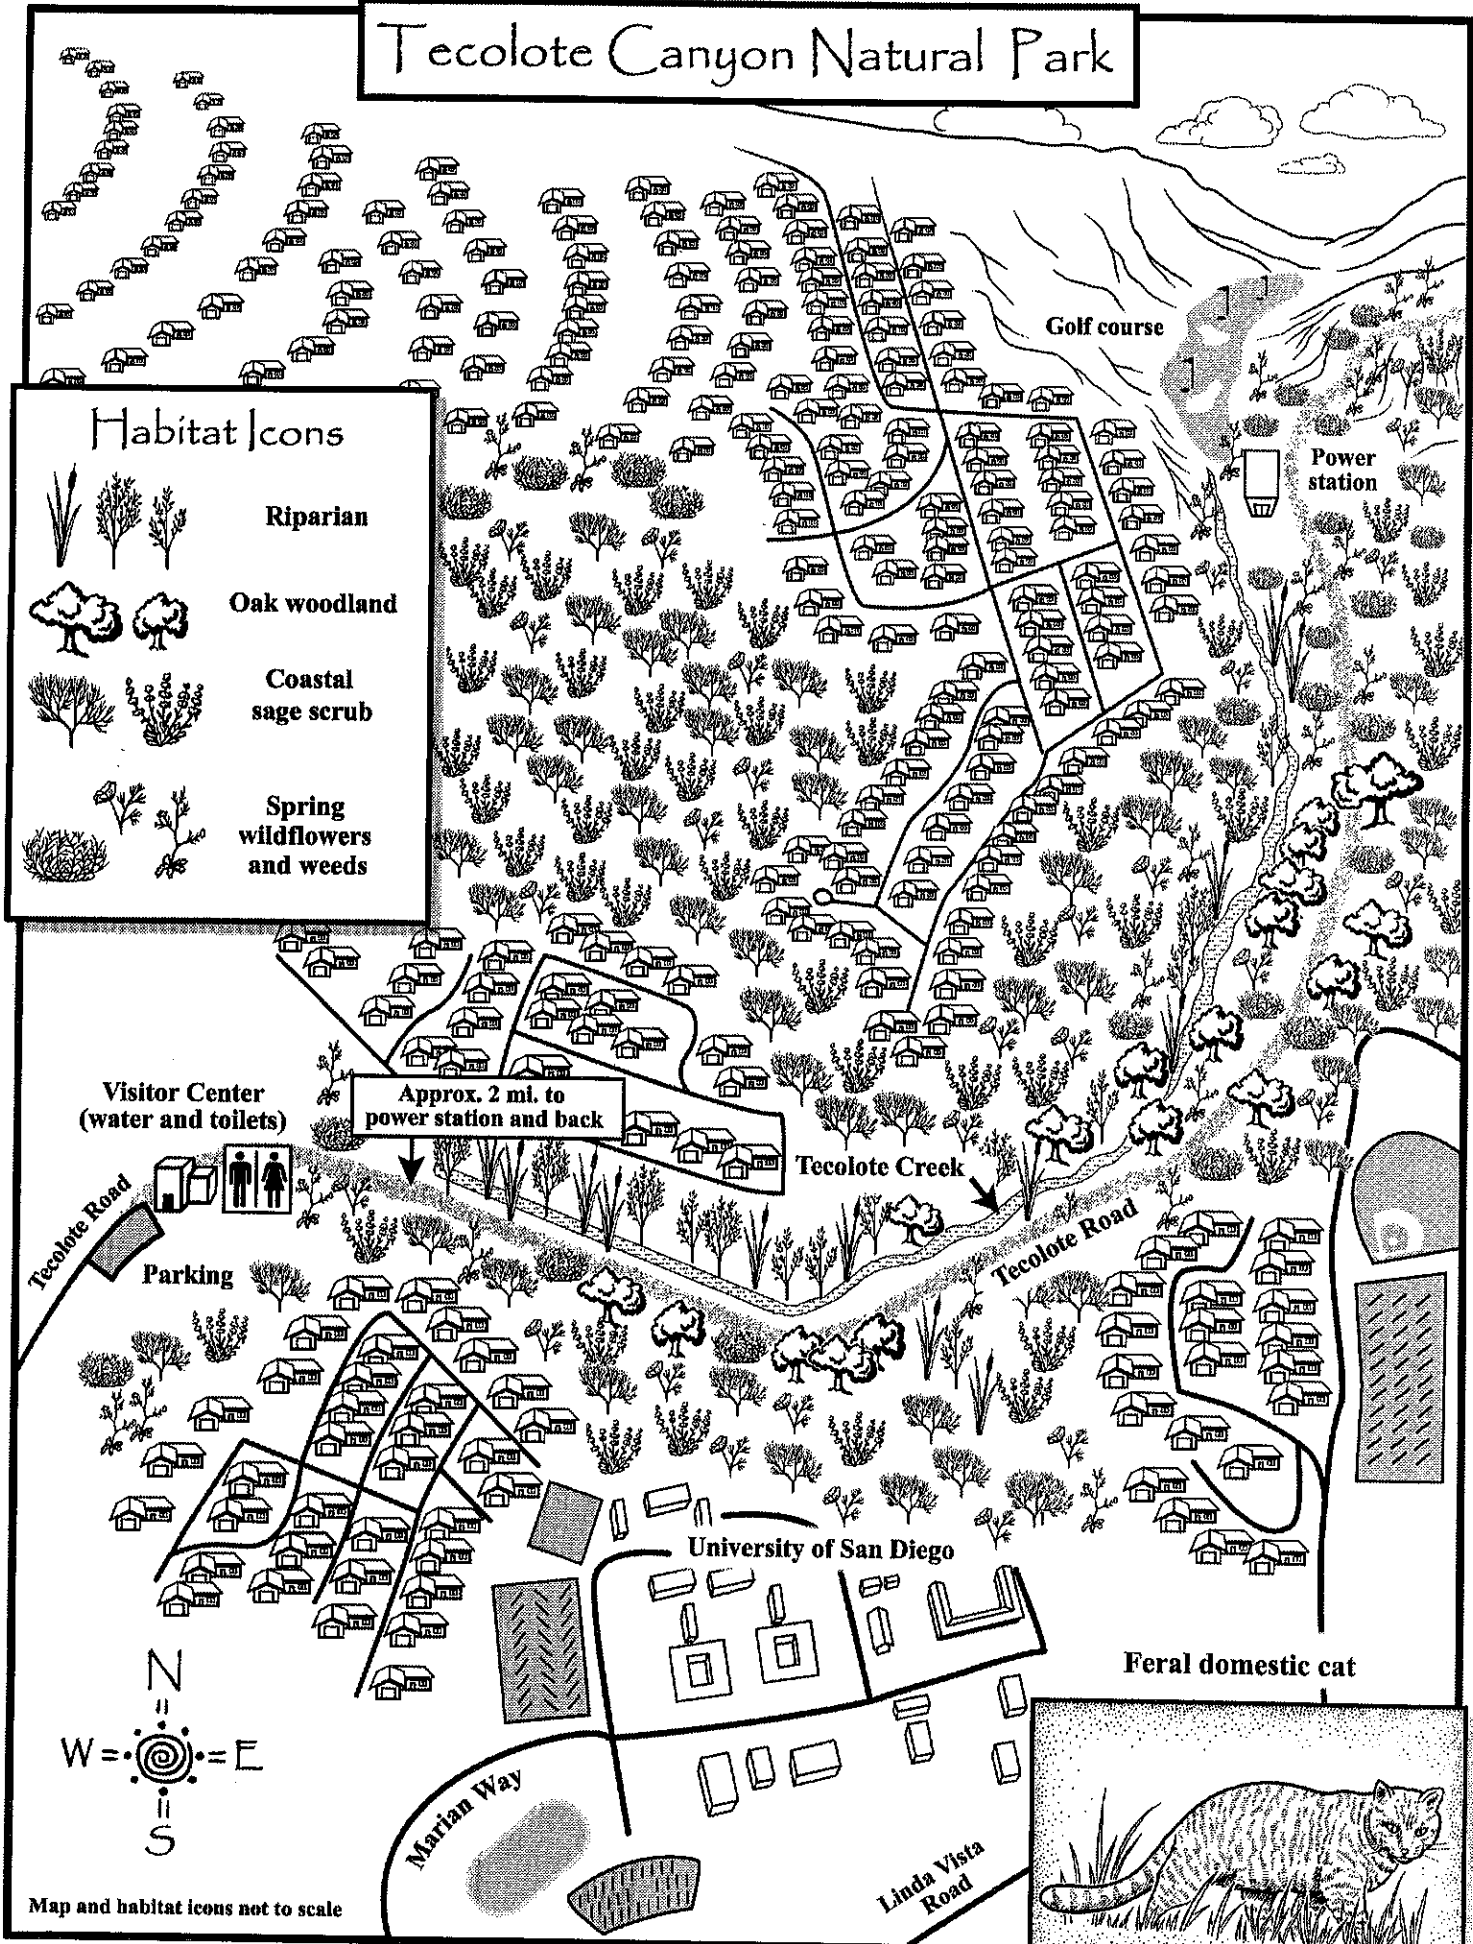 Tecolote Canyon Natural Park
Golf course
Power
station
Habitat Icons
Riparian
Oak woodland
Coastal
sage scrub
Spring
wildflowers
and weeds
Visitor Center
(water and toilets)
Approx. 2 mi. to
power station and back
Tecolote Creek
Tecolote Road
Tecolote Road
Parking
University of San Diego
Feral domestic cat
N
W E
S
Marian Way
Linda Vista
Road
Map and habitat icons not to scale